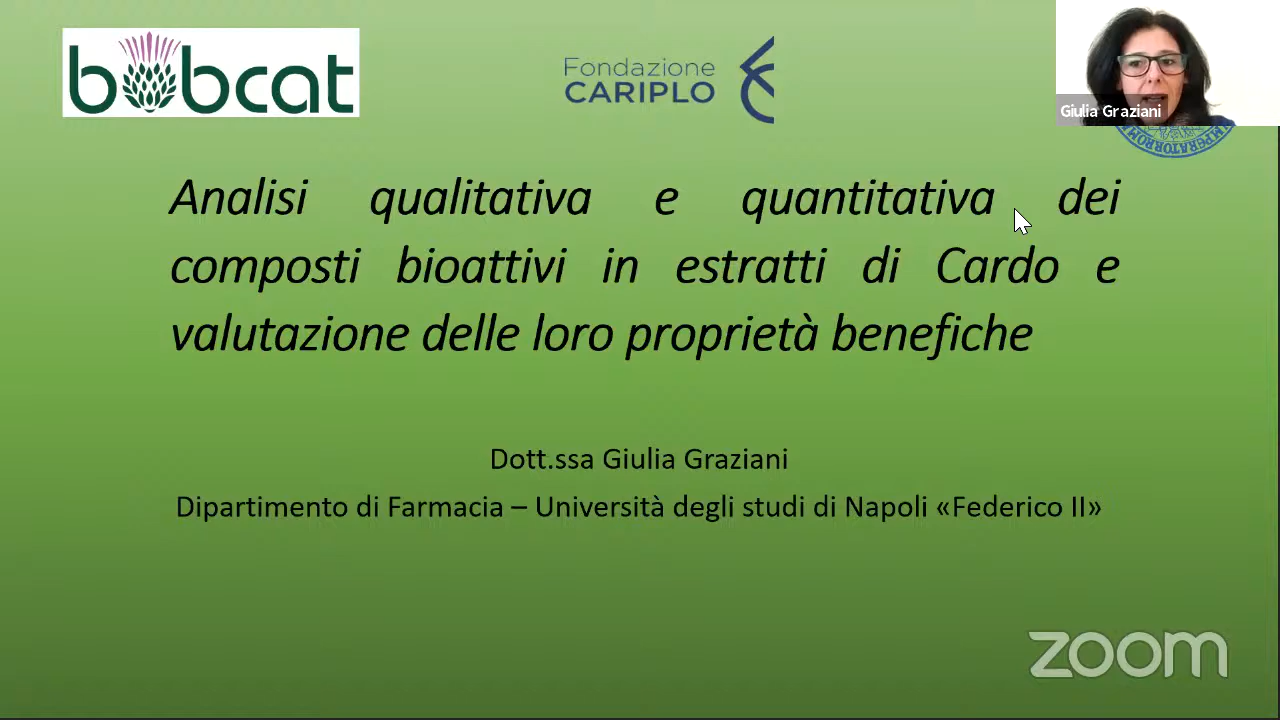 bobcat
Fondazione
CARIPLO
Giulia Graziani
Analisi qualitativa e quantitativa dei
composti bioattivi in estratti di Cardo e
valutazione delle loro proprietà benefiche
Dott.ssa Giulia Graziani
Dipartimento di Farmacia – Università degli studi di Napoli «Federico II»
zoom